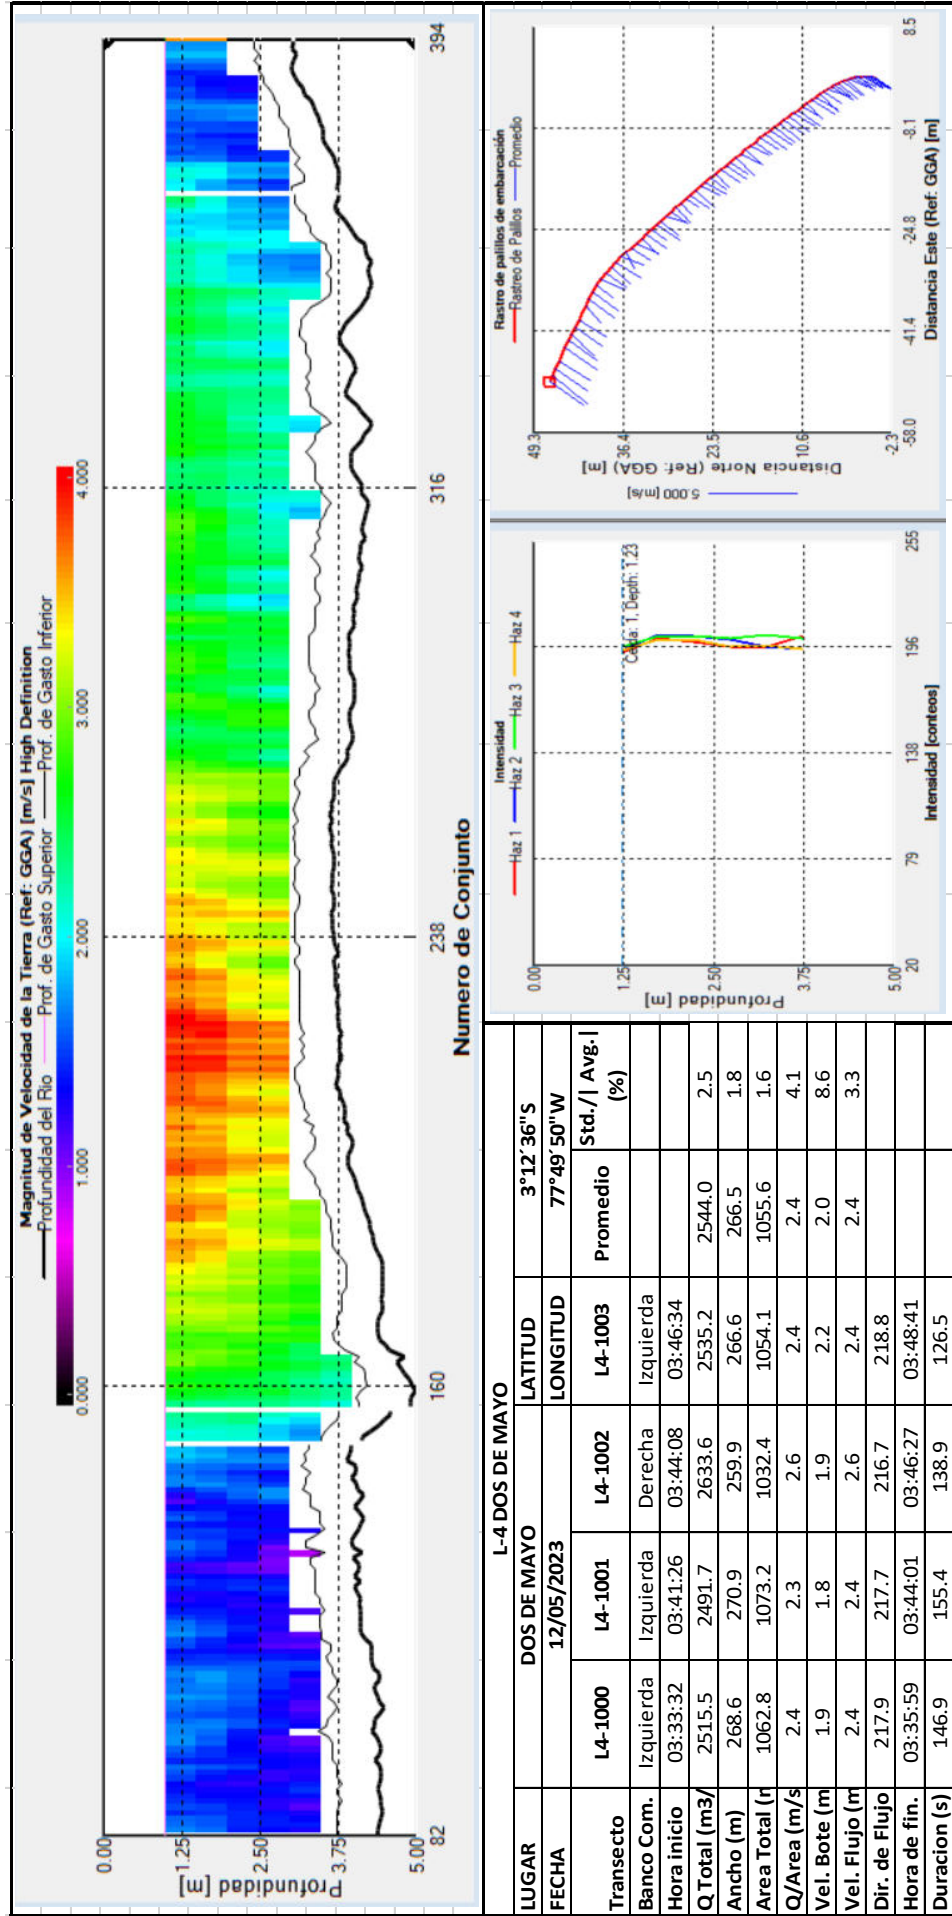 Magnitud de Velocidad de la Tierra (Ref: GGA) [m/s] High Definition
Profundidad del Rio Prof. de Gasto Superior Prof. de Gasto Inferior
0.000 1.000 2.000 3.000 4.000
Profundidad [m]
0.00
1.25
2.50
3.75
5.00
82 160 238 316 394
Numero de Conjunto
L-4 DOS DE MAYO
LUGAR DOS DE MAYO LATITUD 3°12´36"S
FECHA 12/05/2023 LONGITUD 77°49´50"W
Transecto L4-1000 L4-1001 L4-1002 L4-1003 Promedio Std./| Avg.| (%)
Banco Com. Izquierda Izquierda Derecha Izquierda
Hora inicio 03:33:32 03:41:26 03:44:08 03:46:34
Q Total (m3/ 2515.5 2491.7 2633.6 2535.2 2544.0 2.5
Ancho (m) 268.6 270.9 259.9 266.6 266.5 1.8
Area Total (r 1062.8 1073.2 1032.4 1054.1 1055.6 1.6
Q/Area (m/s 2.4 2.3 2.6 2.4 2.4 4.1
Vel. Bote (m 1.9 1.8 1.9 2.2 2.0 8.6
Vel. Flujo (m 2.4 2.4 2.6 2.4 2.4 3.3
Dir. de Flujo 217.9 217.7 216.7 218.8
Hora de fin. 03:35:59 03:44:01 03:46:27 03:48:41
Duracion (s) 146.9 155.4 138.9 126.5
Intensidad
Haz 1 Haz 2 Haz 3 Haz 4
Profundidad [m]
0.00
1.25
2.50
3.75
5.00
Celda: 1, Depth: 1.23
20 79 138 196 255
Intensidad [conteos]
Rastro de palillos de embarcación
Rastreo de Palillos Promedio
5.000 [m/s]
Distancia Norte (Ref: GGA) [m]
49.3
36.4
23.5
10.6
-2.3
-58.0 -41.4 -24.8 -8.1 8.5
Distancia Este (Ref: GGA) [m]